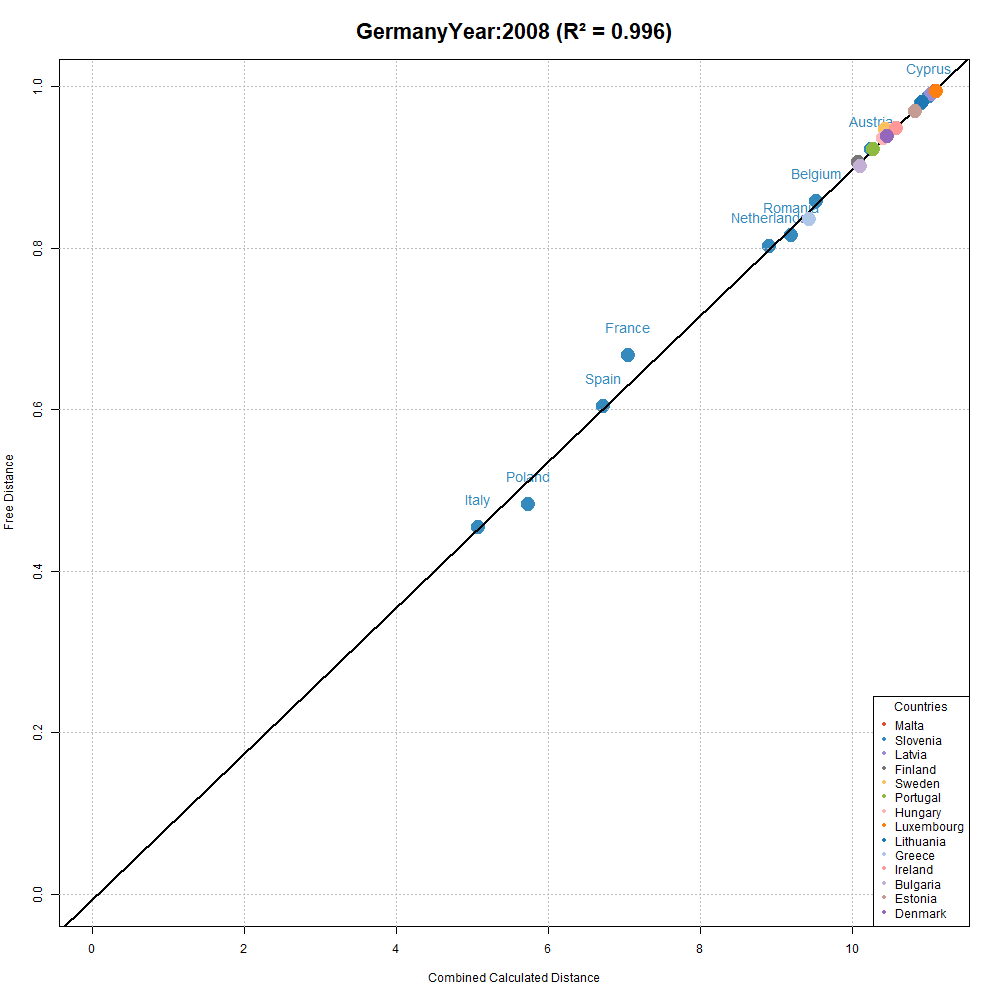 GermanyYear:2008 (R² = 0.996)
Cyprus
Austria
Belgium
Romania
Netherlands
France
Spain
Poland
Italy
1.0
0.8
0.6
0.4
0.2
0.0
Free Distance
0 2 4 6 8 10
Combined Calculated Distance
Countries
Malta
Slovenia
Latvia
Finland
Sweden
Portugal
Hungary
Luxembourg
Lithuania
Greece
Ireland
Bulgaria
Estonia
Denmark